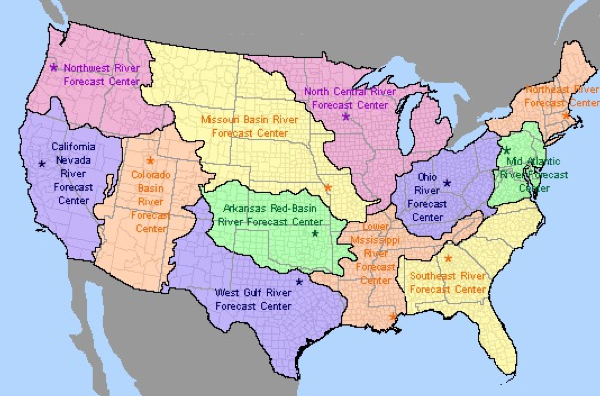 Northwest River
Forecast Center
North Central River
Forecast Center
Northeast River
Forecast Center
Missouri Basin River
Forecast Center
California
Nevada
River
Forecast
Center
Colorado
Basin
River
Forecast
Center
Ohio
River
Forecast
Center
Mid-Atlantic
River Forecast
Center
Arkansas Red-Basin
River Forecast Center
Lower
Mississippi
River
Forecast
Center
Southeast River
Forecast Center
West Gulf River
Forecast Center